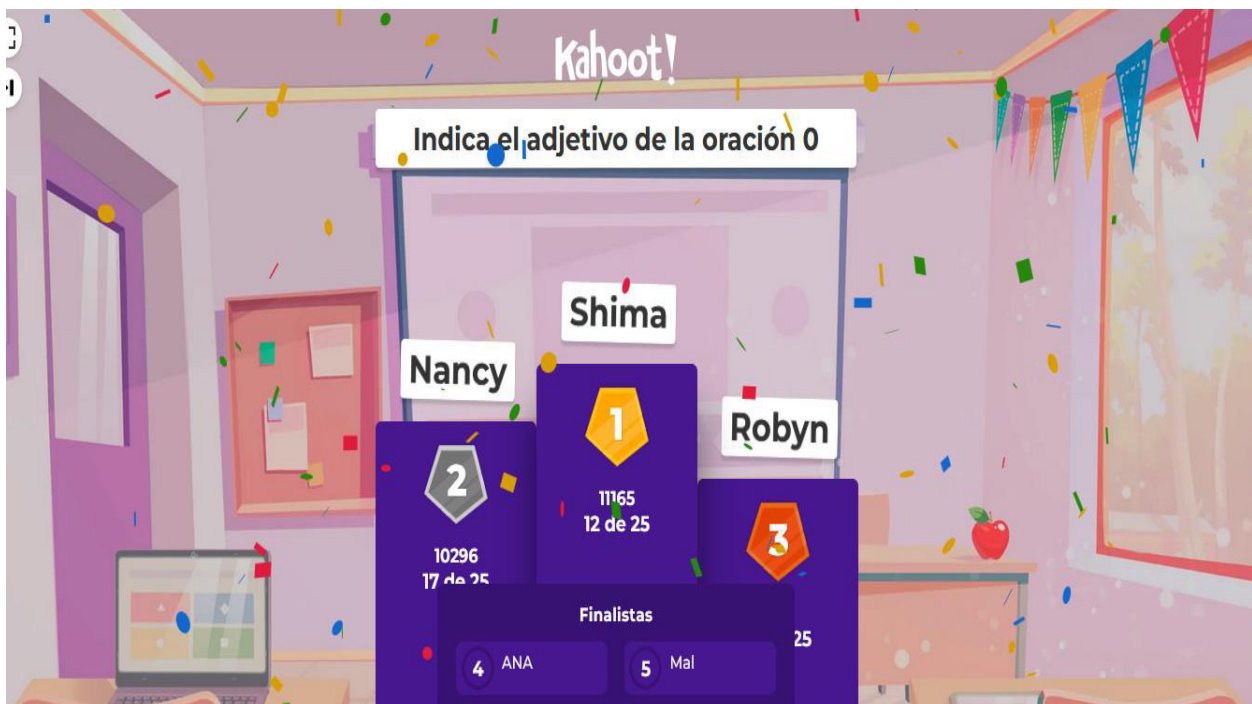 Kahoot!
Indica el adjetivo de la oración 0
Shima
Nancy
Robyn
1
11165
12 de 25
2
10296
17 de 25
3
25
Finalistas
4 ANA
5 Mal